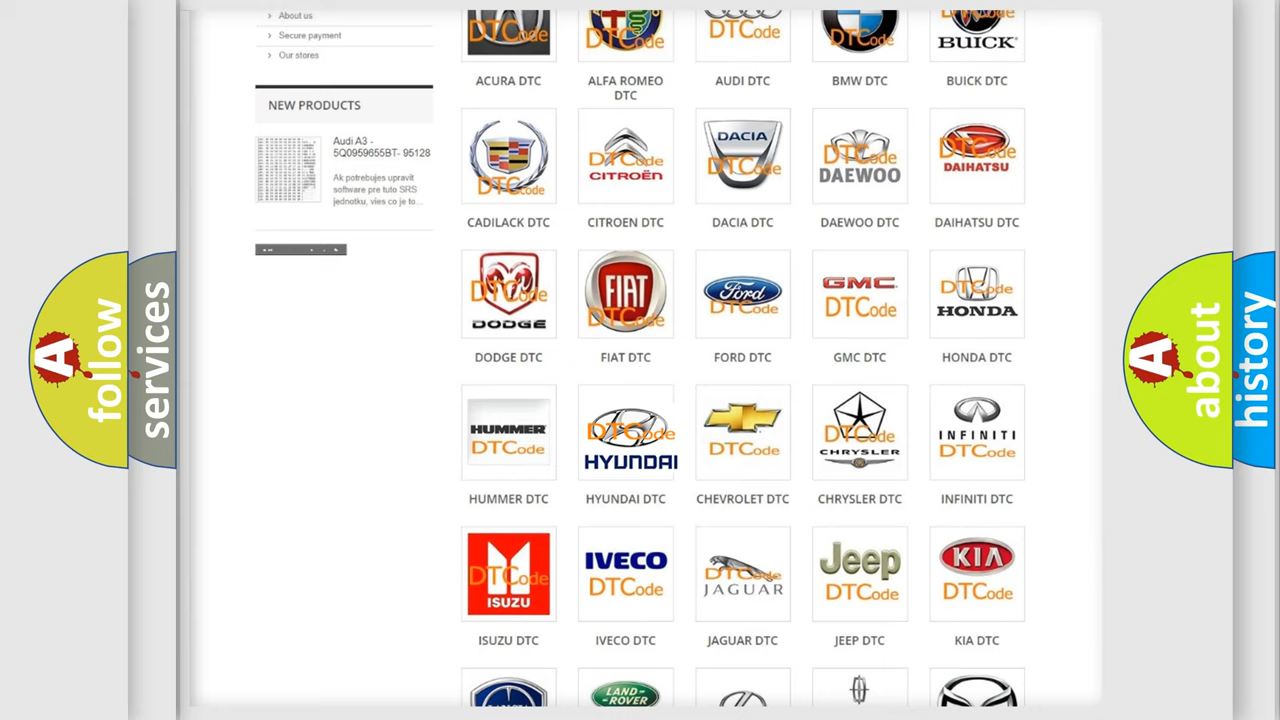 About us
Secure payment
Our stores
NEW PRODUCTS
Audi A3 -
5Q0959655BT- 95128
Ak potrebujes upravit
software pre tuto SRS
jednotku, vies co je to...
DTCode
DTCode
DTCode
DTCode
BUICK
ACURA DTC
ALFA ROMEO
DTC
AUDI DTC
BMW DTC
BUICK DTC
DTCode
DTCode
CITROËN
DACIA
DTCode
DTCode
DAEWOO
DTCode
DAIHATSU
CADILACK DTC
CITROEN DTC
DACIA DTC
DAEWOO DTC
DAIHATSU DTC
DTCode
DODGE
FIAT
DTCode
Ford
DTCode
GMC
DTCode
DTCode
HONDA
DODGE DTC
FIAT DTC
FORD DTC
GMC DTC
HONDA DTC
HUMMER
DTCode
DTCode
HYUNDAI
DTCode
DTCode
CHRYSLER
INFINITI
DTCode
HUMMER DTC
HYUNDAI DTC
CHEVROLET DTC
CHRYSLER DTC
INFINITI DTC
DTCode
ISUZU
IVECO
DTCode
DTCode
JAGUAR
Jeep
DTCode
KIA
DTCode
ISUZU DTC
IVECO DTC
JAGUAR DTC
JEEP DTC
KIA DTC
LAND-
ROVER
A
follow
services
A
about
history